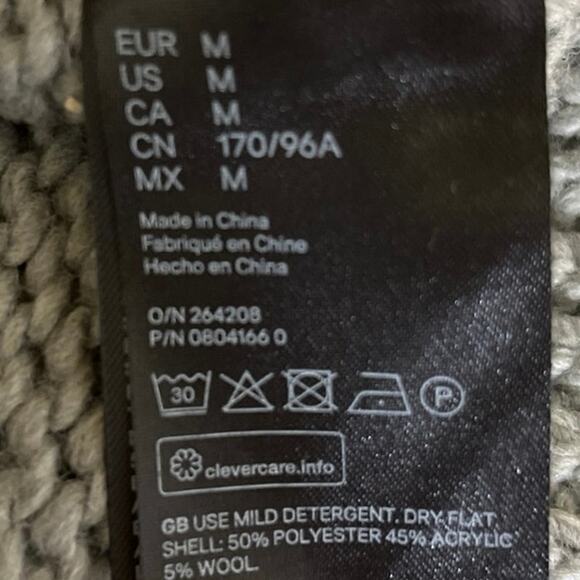 EUR M
US M
CA M
CN 170/96A
MX M
Made in China
Fabriqué en Chine
Hecho en China
O/N 264208
P/N 0804166 0
30 P
clevercare.info
GB USE MILD DETERGENT. DRY FLAT
SHELL: 50% POLYESTER 45% ACRYLIC
5% WOOL